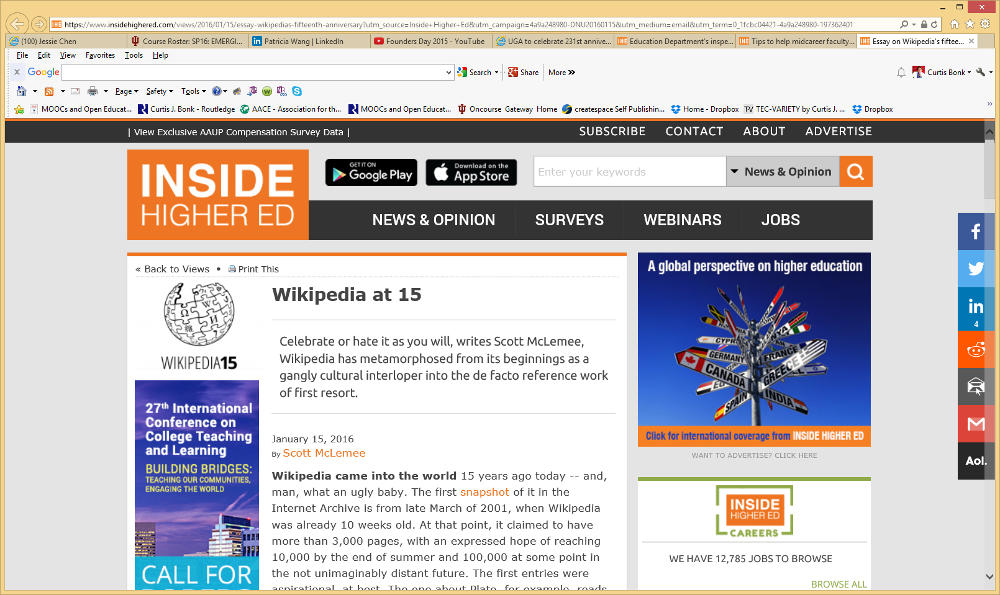 https://www.insidehighered.com/views/2016/01/15/essay-wikipedias-fifteenth-anniversary?utm_source=Inside+Higher+Ed&utm_campaign=4a9a248980-DNU20160115&utm_medium=email&utm_term=0_1fcbc04421-4a9a248980-197362401
(100) Jessie Chen
Course Roster: SP16: EMERGI...
Patricia Wang | LinkedIn
Founders Day 2015 - YouTube
UGA to celebrate 231st annive...
IHE Education Department's inspe...
IHE Tips to help midcareer faculty...
IHE Essay on Wikipedia's fiftee...
File Edit View Favorites Tools Help
x Google Search Share More » Curtis Bonk
Page Safety Tools
MOOCs and Open Educat... Curtis J. Bonk - Routledge AACE - Association for th... MOOCs and Open Educat... Oncourse Gateway Home createspace Self Publishin... Home - Dropbox T-V TEC-VARIETY by Curtis J. ... Dropbox
| View Exclusive AAUP Compensation Survey Data |
SUBSCRIBE CONTACT ABOUT ADVERTISE
INSIDE
HIGHER ED
GET IT ON
Google Play
Download on the
App Store
Enter your keywords
News & Opinion
NEWS & OPINION SURVEYS WEBINARS JOBS
« Back to Views • Print This
WIKIPEDIA15
Wikipedia at 15
Celebrate or hate it as you will, writes Scott McLemee,
Wikipedia has metamorphosed from its beginnings as a
gangly cultural interloper into the de facto reference work
of first resort.
January 15, 2016
By Scott McLemee
Wikipedia came into the world 15 years ago today -- and,
man, what an ugly baby. The first snapshot of it in the
Internet Archive is from late March of 2001, when Wikipedia
was already 10 weeks old. At that point, it claimed to have
more than 3,000 pages, with an expressed hope of reaching
10,000 by the end of summer and 100,000 at some point in
the not unimaginably distant future. The first entries were
aspirational, at best. The one about Plato, for example, reads
27th International
Conference on
College Teaching
and Learning
BUILDING BRIDGES:
TEACHING OUR COMMUNITIES,
ENGAGING THE WORLD
CALL FOR
A global perspective on higher education
CYPR
GERMANY
FRANCE
CANADA
GREECE
SPAIN
INDIA
Click for international coverage from INSIDE HIGHER ED
WANT TO ADVERTISE? CLICK HERE
INSIDE
HIGHER ED
CAREERS
WE HAVE 12,785 JOBS TO BROWSE
BROWSE ALL
f
in
4
Aol.